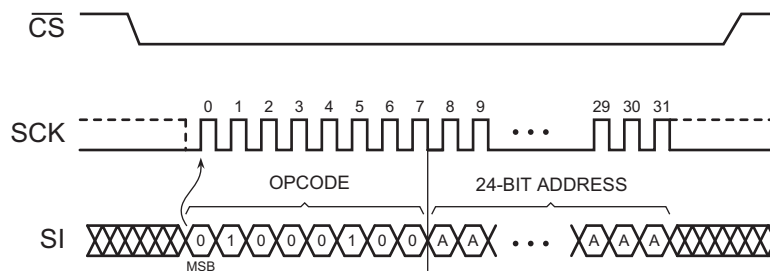 CS
0 1 2 3 4 5 6 7 8 9 29 30 31
SCK
• • •
OPCODE 24-BIT ADDRESS
SI 0 1 0 0 0 1 0 0 A A • • • A A A
MSB